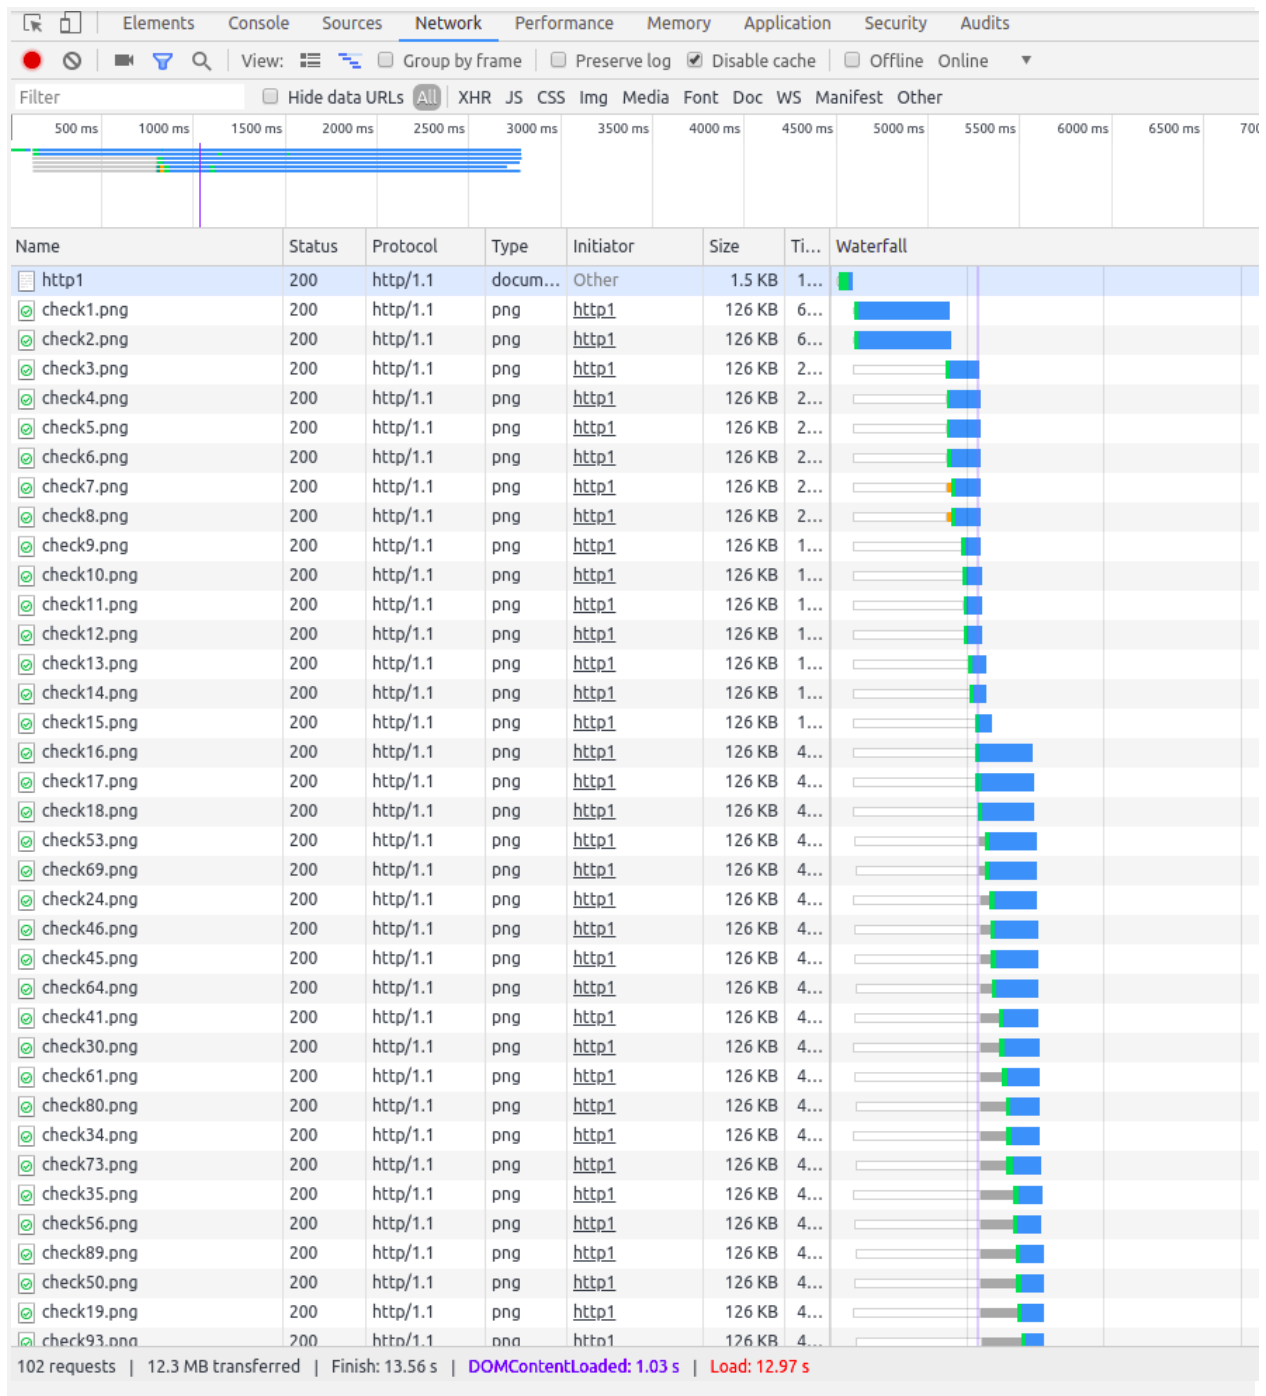 Elements Console Sources Network Performance Memory Application Security Audits
View: Group by frame Preserve log Disable cache Offline Online
Filter Hide data URLs All XHR JS CSS Img Media Font Doc WS Manifest Other
500 ms 1000 ms 1500 ms 2000 ms 2500 ms 3000 ms 3500 ms 4000 ms 4500 ms 5000 ms 5500 ms 6000 ms 6500 ms 700
Name Status Protocol Type Initiator Size Ti... Waterfall
http1 200 http/1.1 docum... Other 1.5 KB 1...
check1.png 200 http/1.1 png http1 126 KB 6...
check2.png 200 http/1.1 png http1 126 KB 6...
check3.png 200 http/1.1 png http1 126 KB 2...
check4.png 200 http/1.1 png http1 126 KB 2...
check5.png 200 http/1.1 png http1 126 KB 2...
check6.png 200 http/1.1 png http1 126 KB 2...
check7.png 200 http/1.1 png http1 126 KB 2...
check8.png 200 http/1.1 png http1 126 KB 2...
check9.png 200 http/1.1 png http1 126 KB 1...
check10.png 200 http/1.1 png http1 126 KB 1...
check11.png 200 http/1.1 png http1 126 KB 1...
check12.png 200 http/1.1 png http1 126 KB 1...
check13.png 200 http/1.1 png http1 126 KB 1...
check14.png 200 http/1.1 png http1 126 KB 1...
check15.png 200 http/1.1 png http1 126 KB 1...
check16.png 200 http/1.1 png http1 126 KB 4...
check17.png 200 http/1.1 png http1 126 KB 4...
check18.png 200 http/1.1 png http1 126 KB 4...
check53.png 200 http/1.1 png http1 126 KB 4...
check69.png 200 http/1.1 png http1 126 KB 4...
check24.png 200 http/1.1 png http1 126 KB 4...
check46.png 200 http/1.1 png http1 126 KB 4...
check45.png 200 http/1.1 png http1 126 KB 4...
check64.png 200 http/1.1 png http1 126 KB 4...
check41.png 200 http/1.1 png http1 126 KB 4...
check30.png 200 http/1.1 png http1 126 KB 4...
check61.png 200 http/1.1 png http1 126 KB 4...
check80.png 200 http/1.1 png http1 126 KB 4...
check34.png 200 http/1.1 png http1 126 KB 4...
check73.png 200 http/1.1 png http1 126 KB 4...
check35.png 200 http/1.1 png http1 126 KB 4...
check56.png 200 http/1.1 png http1 126 KB 4...
check89.png 200 http/1.1 png http1 126 KB 4...
check50.png 200 http/1.1 png http1 126 KB 4...
check19.png 200 http/1.1 png http1 126 KB 4...
check93.png 200 http/1.1 png http1 126 KB 4...
102 requests | 12.3 MB transferred | Finish: 13.56 s | DOMContentLoaded: 1.03 s | Load: 12.97 s